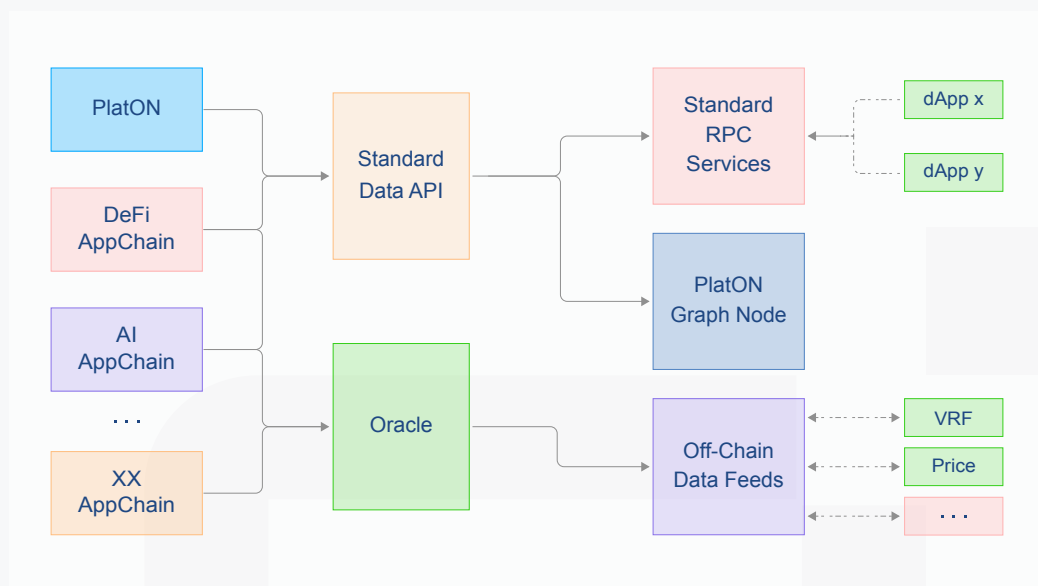 PlatON
DeFi
AppChain
AI
AppChain
...
XX
AppChain
Standard
Data API
Oracle
Standard
RPC
Services
PlatON
Graph Node
Off-Chain
Data Feeds
dApp x
dApp y
VRF
Price
...